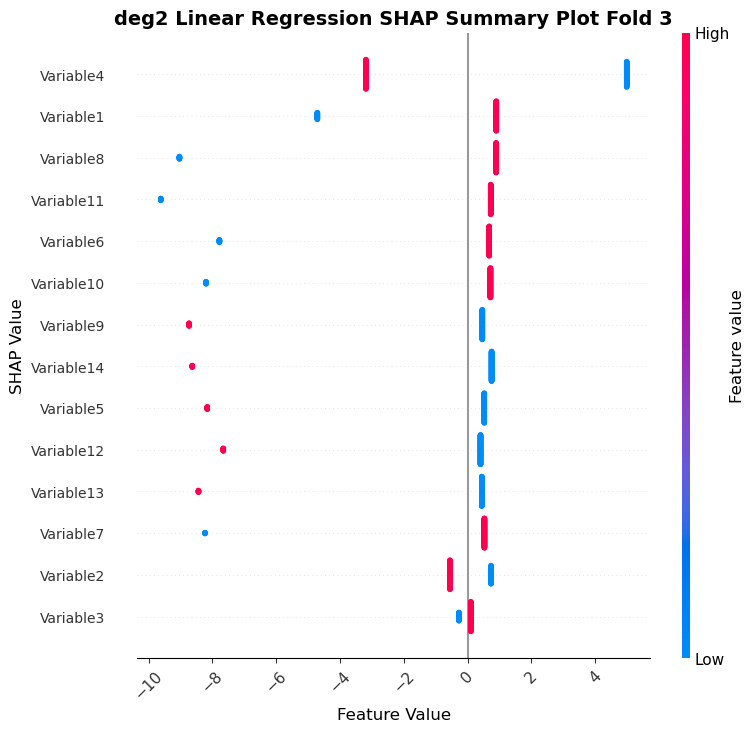 deg2 Linear Regression SHAP Summary Plot Fold 3
High
Variable4
Variable1
Variable8
Variable11
Variable6
Variable10
Variable9
Variable14
Variable5
Variable12
Variable13
Variable7
Variable2
Variable3
SHAP Value
Feature value
Low
−10 −8 −6 −4 −2 0 2 4
Feature Value